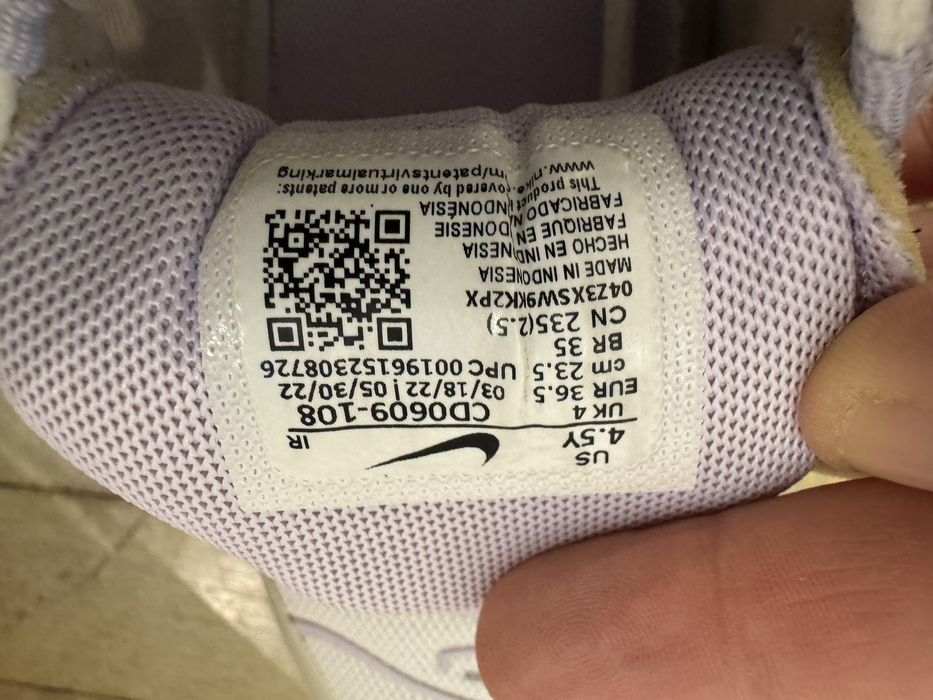 US
4.5Y
IR
UK 4
CD0609-108
EUR 36.5
03/18/22 | 05/30/22
cm 23.5
UPC 00196152308726
BR 35
CN 235(2.5)
04Z3XSW9KK2PX
MADE IN INDONESIA
HECHO EN INDONESIA
FABRIQUE EN INDONESIE
FABRICADO NA INDONÉSIA
This product covered by one or more patents:
www.nike.com/patentsvirtualmarking